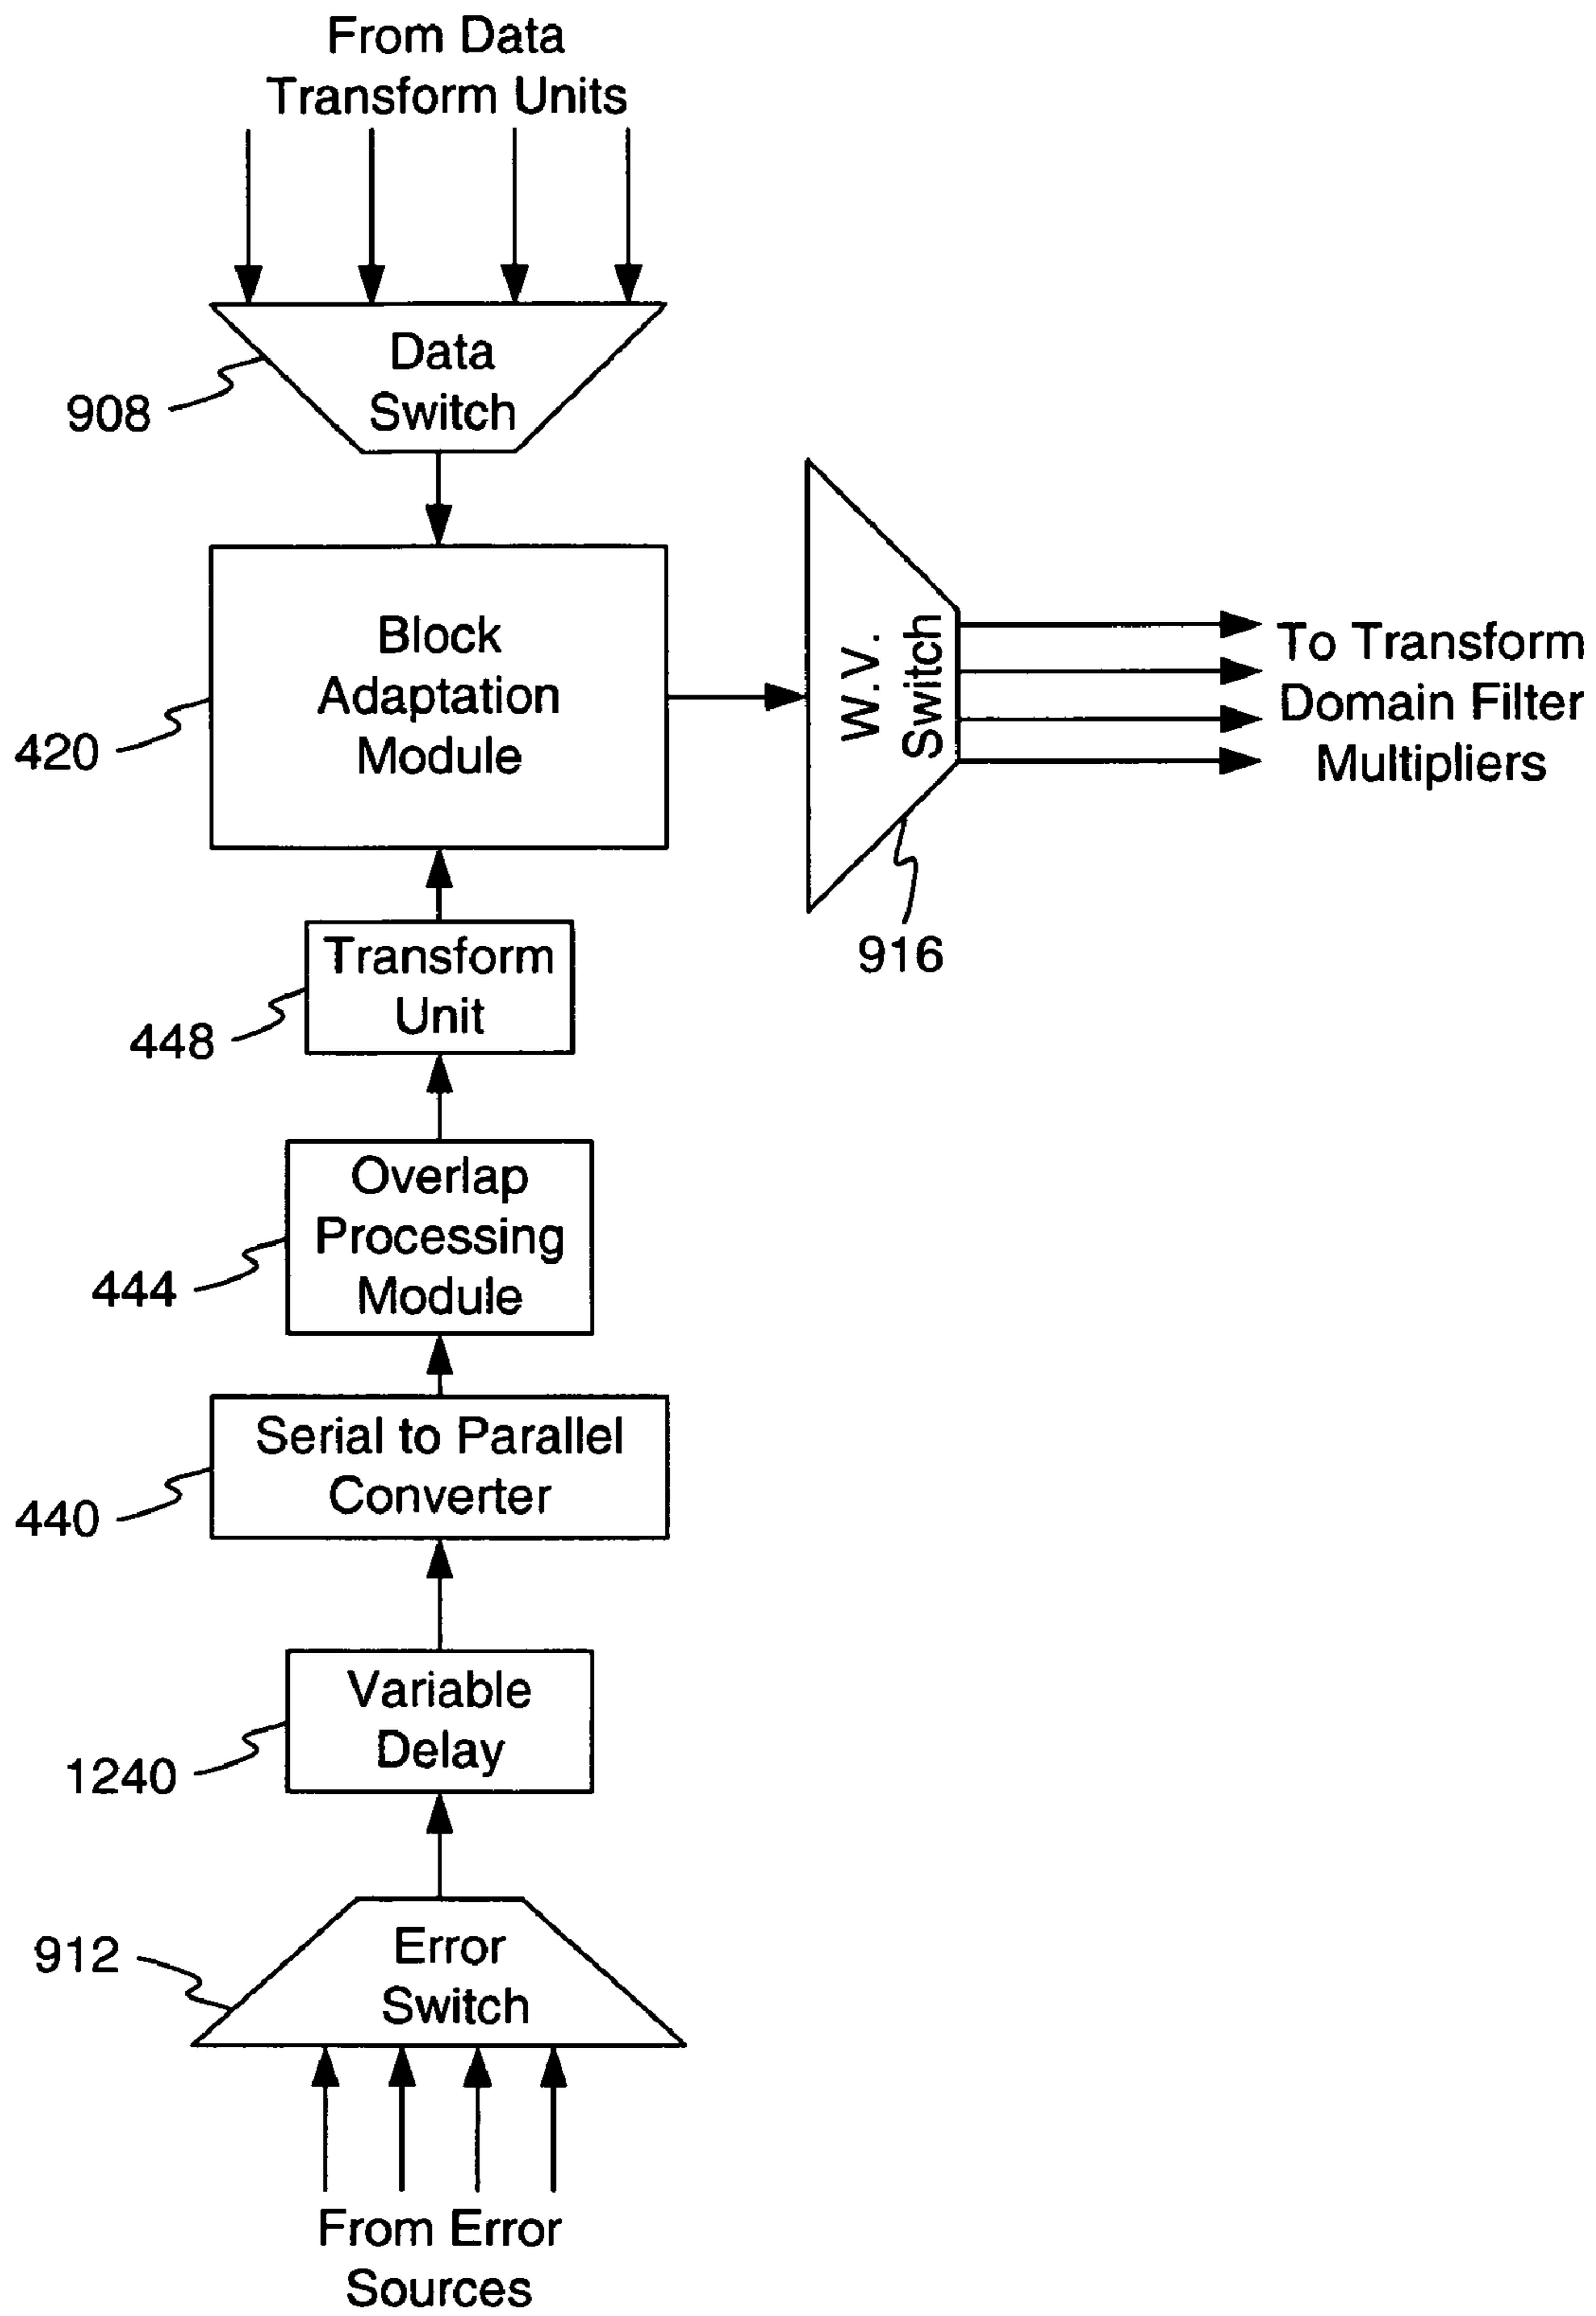 From Data
Transform Units
Data
Switch
908
Block
Adaptation
Module
420
W.V.
Switch
To Transform
Domain Filter
Multipliers
916
Transform
Unit
448
Overlap
Processing
Module
444
Serial to Parallel
Converter
440
Variable
Delay
1240
Error
Switch
912
From Error
Sources